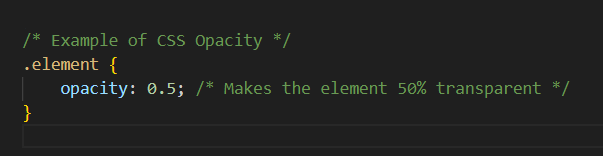 /* Example of CSS Opacity */
.element {
    opacity: 0.5; /* Makes the element 50% transparent */
}